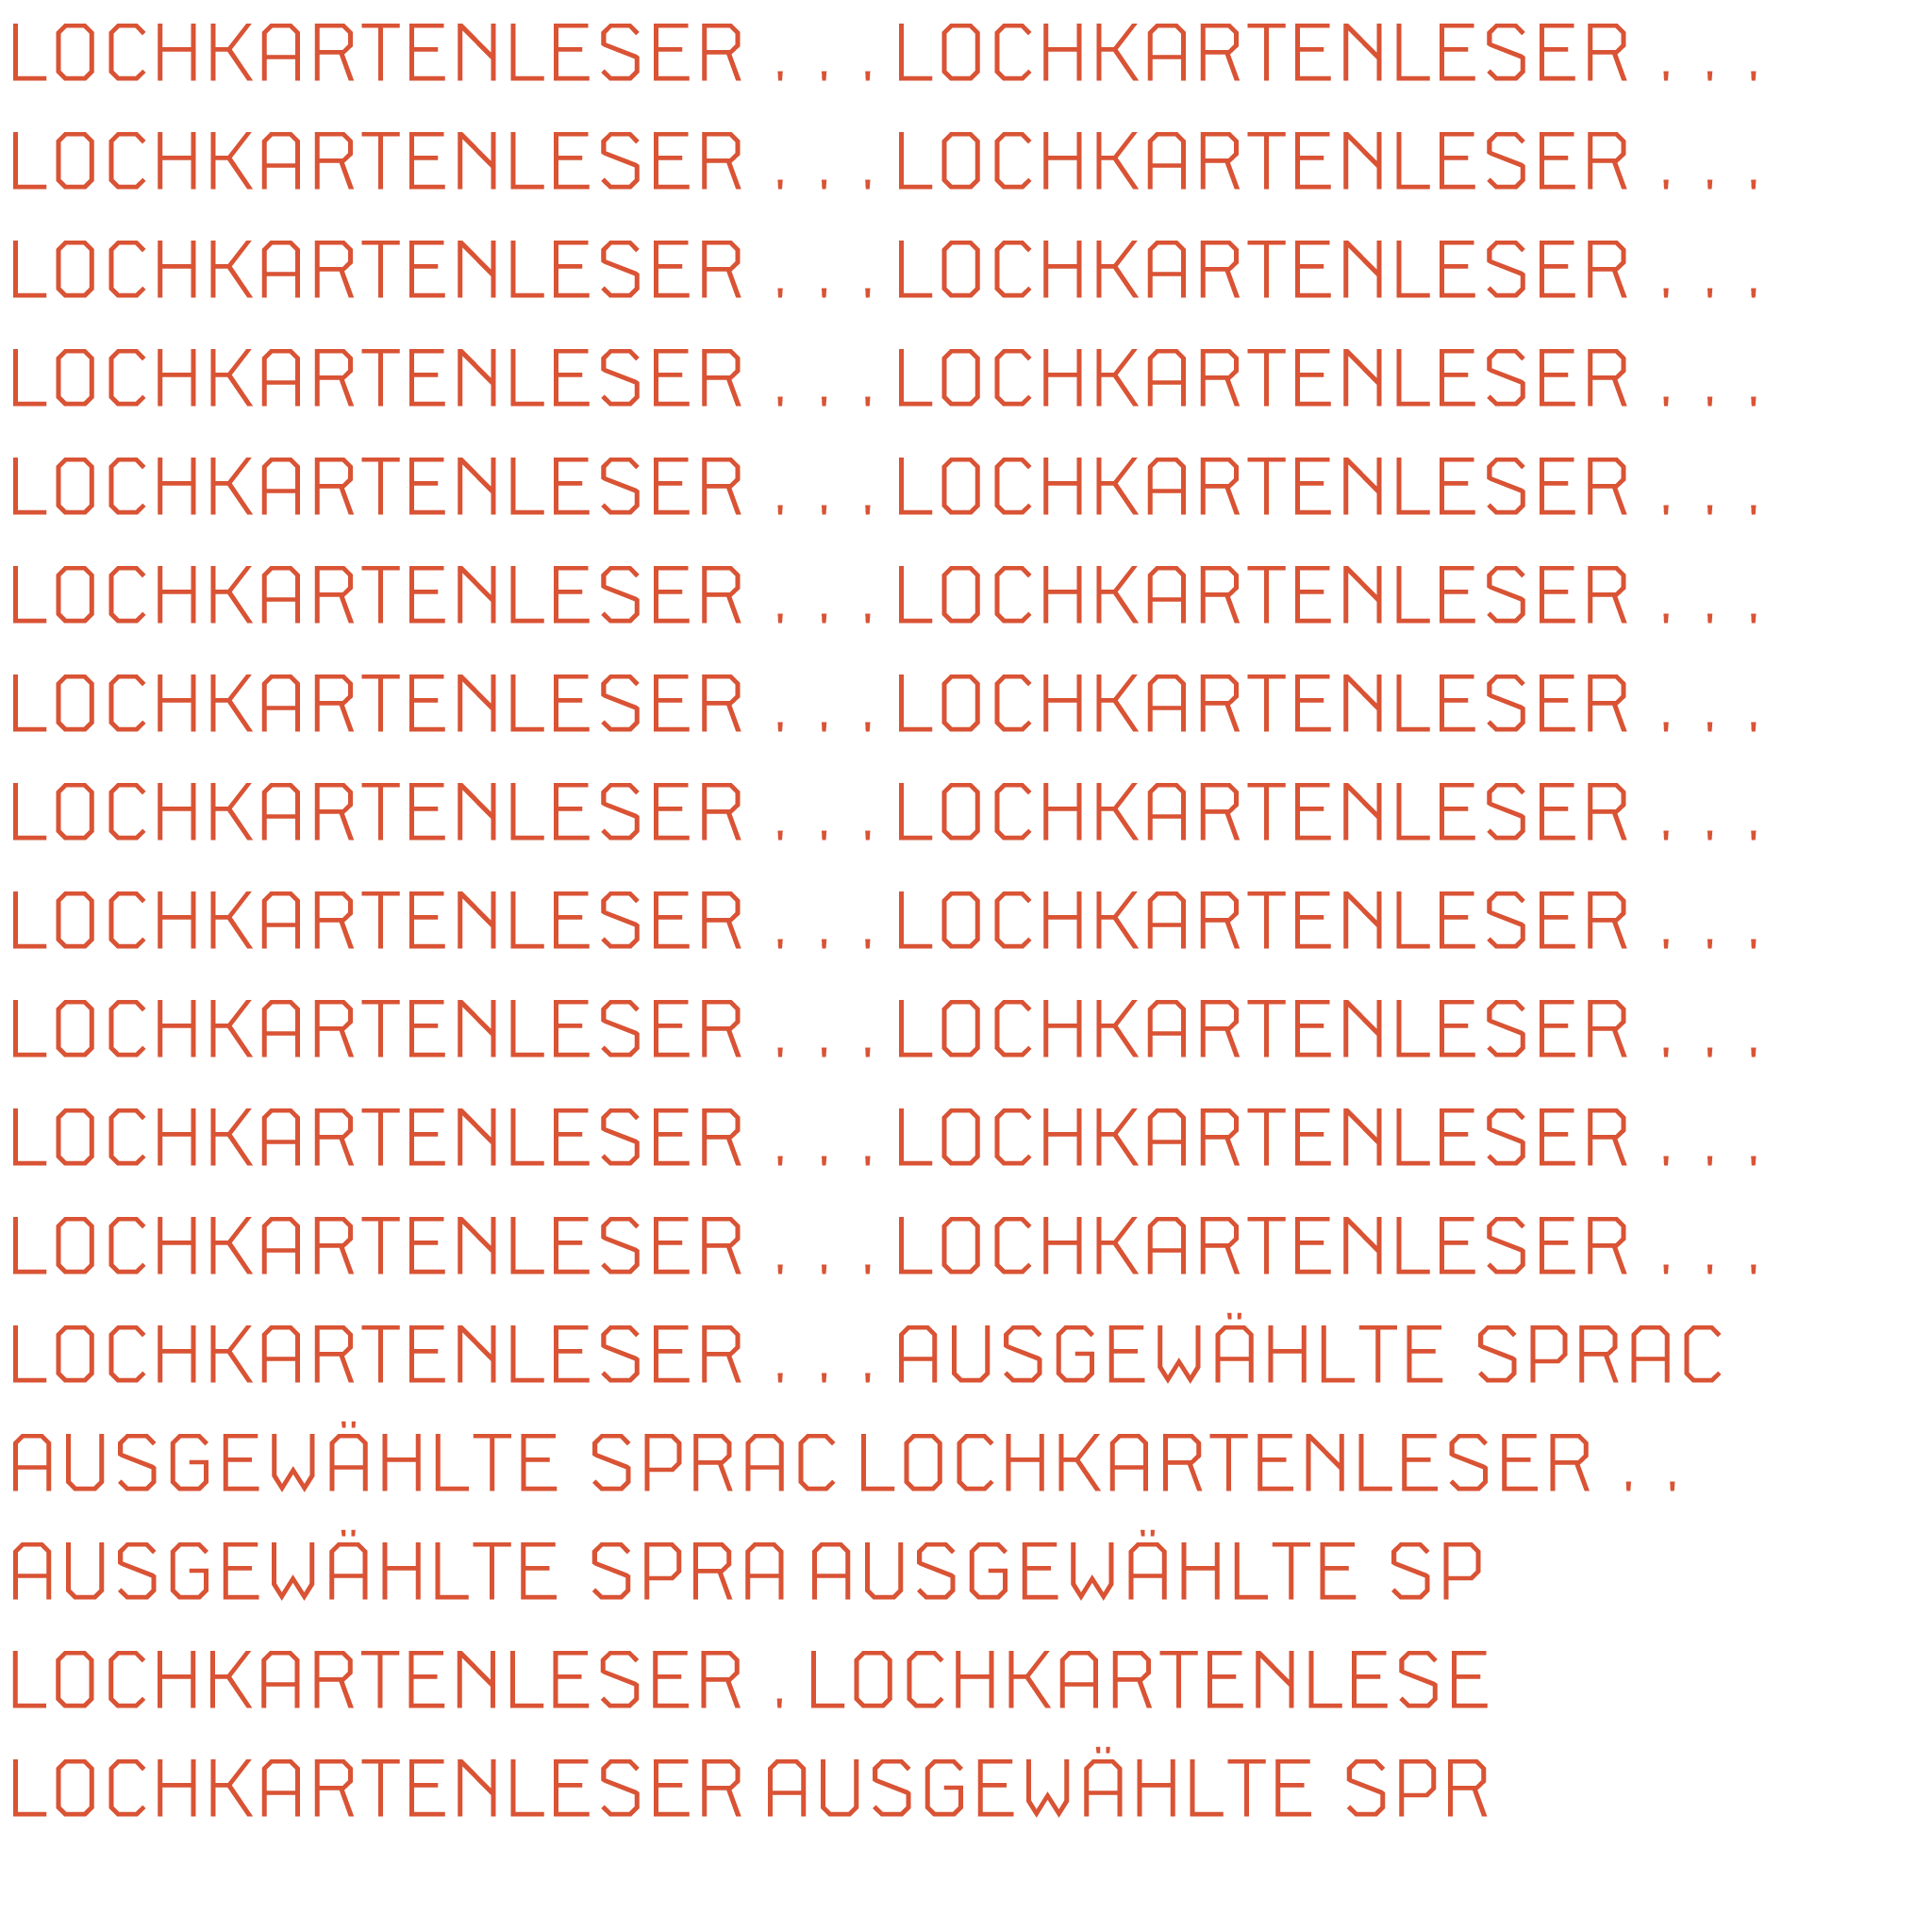 LOCHKARTENLESER . . . LOCHKARTENLESER . . .
LOCHKARTENLESER . . . LOCHKARTENLESER . . .
LOCHKARTENLESER . . . LOCHKARTENLESER . . .
LOCHKARTENLESER . . . LOCHKARTENLESER . . .
LOCHKARTENLESER . . . LOCHKARTENLESER . . .
LOCHKARTENLESER . . . LOCHKARTENLESER . . .
LOCHKARTENLESER . . . LOCHKARTENLESER . . .
LOCHKARTENLESER . . . LOCHKARTENLESER . . .
LOCHKARTENLESER . . . LOCHKARTENLESER . . .
LOCHKARTENLESER . . . LOCHKARTENLESER . . .
LOCHKARTENLESER . . . LOCHKARTENLESER . . .
LOCHKARTENLESER . . . LOCHKARTENLESER . . .
LOCHKARTENLESER . . . AUSGEWÄHLTE SPRAC
AUSGEWÄHLTE SPRAC LOCHKARTENLESER . .
AUSGEWÄHLTE SPRA AUSGEWÄHLTE SP
LOCHKARTENLESER . LOCHKARTENLESE
LOCHKARTENLESER AUSGEWÄHLTE SPR